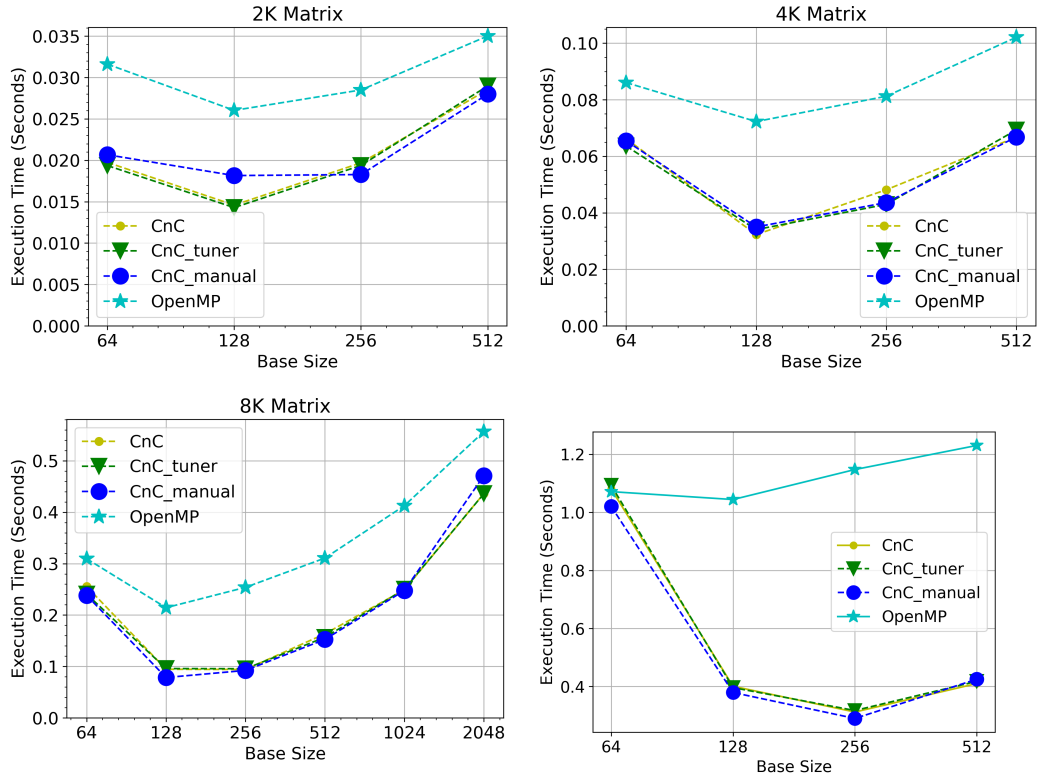 2K Matrix
Execution Time (Seconds)
0.035
0.030
0.025
0.020
0.015
0.010
0.005
0.000
CnC
CnC_tuner
CnC_manual
OpenMP
64 128 256 512
Base Size
4K Matrix
Execution Time (Seconds)
0.10
0.08
0.06
0.04
0.02
0.00
CnC
CnC_tuner
CnC_manual
OpenMP
64 128 256 512
Base Size
8K Matrix
Execution Time (Seconds)
0.5
0.4
0.3
0.2
0.1
0.0
CnC
CnC_tuner
CnC_manual
OpenMP
64 128 256 512 1024 2048
Base Size
Execution Time (Seconds)
1.2
1.0
0.8
0.6
0.4
CnC
CnC_tuner
CnC_manual
OpenMP
64 128 256 512
Base Size